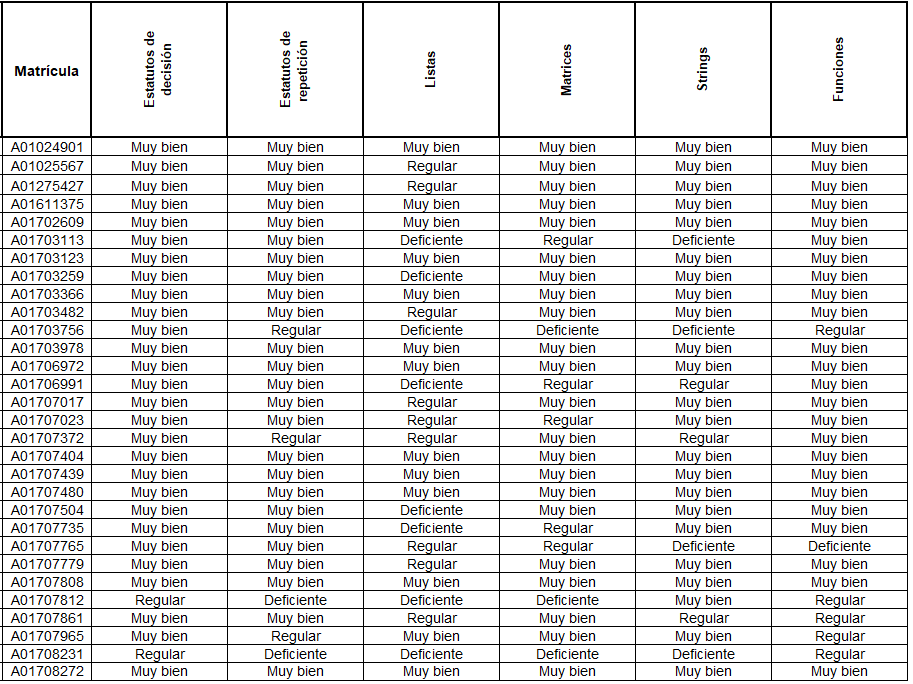 Matrícula Estatutos de decisión Estatutos de repetición Listas Matrices Strings Funciones
A01024901 Muy bien Muy bien Muy bien Muy bien Muy bien Muy bien
A01025567 Muy bien Muy bien Regular Muy bien Muy bien Muy bien
A01275427 Muy bien Muy bien Regular Muy bien Muy bien Muy bien
A01611375 Muy bien Muy bien Muy bien Muy bien Muy bien Muy bien
A01702609 Muy bien Muy bien Muy bien Muy bien Muy bien Muy bien
A01703113 Muy bien Muy bien Deficiente Regular Deficiente Muy bien
A01703123 Muy bien Muy bien Muy bien Muy bien Muy bien Muy bien
A01703259 Muy bien Muy bien Deficiente Muy bien Muy bien Muy bien
A01703366 Muy bien Muy bien Muy bien Muy bien Muy bien Muy bien
A01703482 Muy bien Muy bien Regular Muy bien Muy bien Muy bien
A01703756 Muy bien Regular Deficiente Deficiente Deficiente Regular
A01703978 Muy bien Muy bien Muy bien Muy bien Muy bien Muy bien
A01706972 Muy bien Muy bien Muy bien Muy bien Muy bien Muy bien
A01706991 Muy bien Muy bien Deficiente Regular Regular Muy bien
A01707017 Muy bien Muy bien Regular Muy bien Muy bien Muy bien
A01707023 Muy bien Muy bien Regular Regular Muy bien Muy bien
A01707372 Muy bien Regular Regular Muy bien Regular Muy bien
A01707404 Muy bien Muy bien Muy bien Muy bien Muy bien Muy bien
A01707439 Muy bien Muy bien Muy bien Muy bien Muy bien Muy bien
A01707480 Muy bien Muy bien Muy bien Muy bien Muy bien Muy bien
A01707504 Muy bien Muy bien Deficiente Muy bien Muy bien Muy bien
A01707735 Muy bien Muy bien Deficiente Regular Muy bien Muy bien
A01707765 Muy bien Muy bien Regular Regular Deficiente Deficiente
A01707779 Muy bien Muy bien Regular Muy bien Muy bien Muy bien
A01707808 Muy bien Muy bien Muy bien Muy bien Muy bien Muy bien
A01707812 Regular Deficiente Deficiente Deficiente Muy bien Regular
A01707861 Muy bien Muy bien Regular Muy bien Regular Regular
A01707965 Muy bien Regular Muy bien Muy bien Muy bien Regular
A01708231 Regular Deficiente Deficiente Deficiente Deficiente Regular
A01708272 Muy bien Muy bien Muy bien Muy bien Muy bien Muy bien